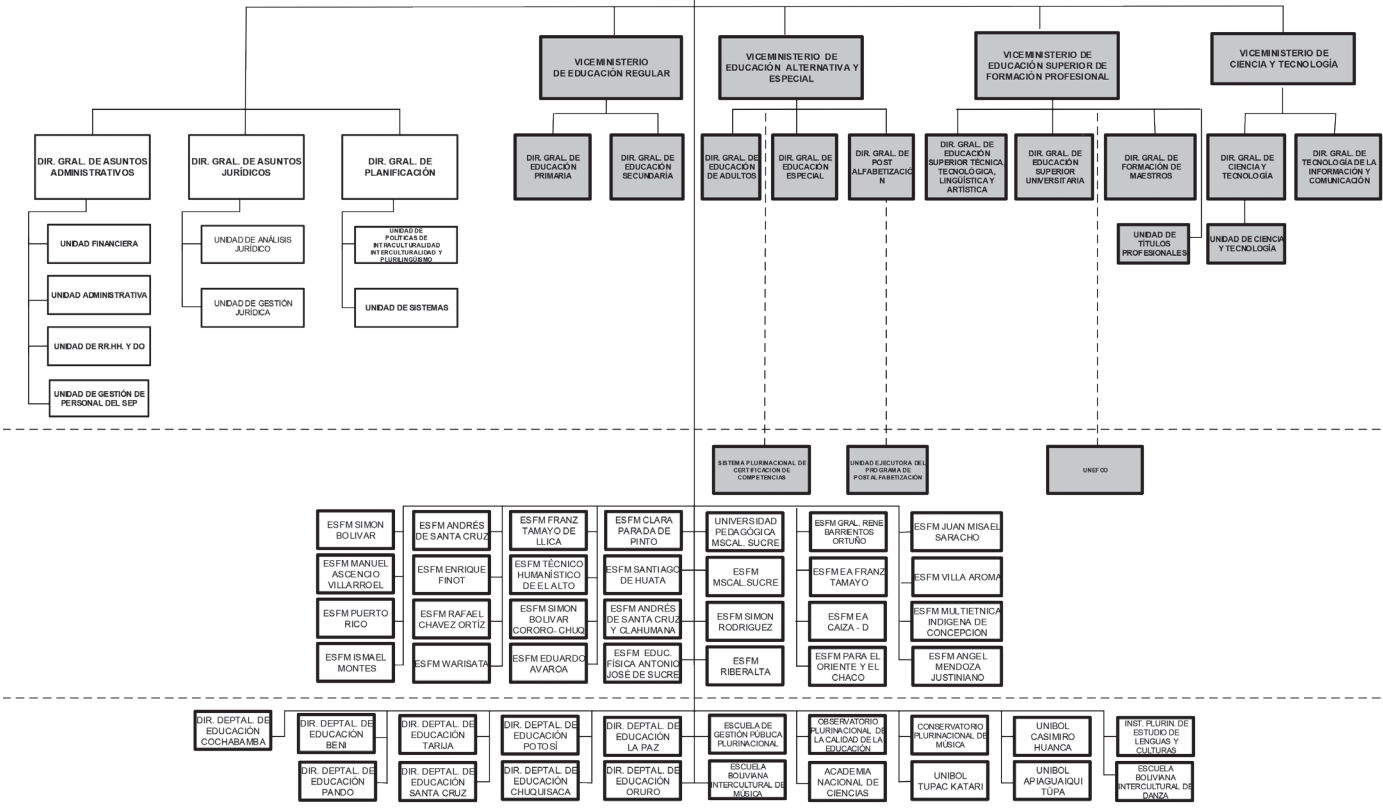 VICEMINISTERIO
DE EDUCACIÓN REGULAR
VICEMINISTERIO DE
EDUCACIÓN ALTERNATIVA Y
ESPECIAL
VICEMINISTERIO DE
EDUCACIÓN SUPERIOR DE
FORMACIÓN PROFESIONAL
VICEMINISTERIO DE
CIENCIA Y TECNOLOGÍA
DIR. GRAL. DE ASUNTOS
ADMINISTRATIVOS
DIR. GRAL. DE ASUNTOS
JURÍDICOS
DIR. GRAL. DE
PLANIFICACIÓN
DIR. GRAL. DE
EDUCACIÓN
PRIMARIA
DIR. GRAL. DE
EDUCACIÓN
SECUNDARÍA
DIR. GRAL. DE
EDUCACIÓN
DE ADULTOS
DIR. GRAL. DE
EDUCACIÓN
ESPECIAL
DIR. GRAL. DE
POST
ALFABETIZACIÓ
N
DIR. GRAL. DE
EDUCACIÓN
SUPERIOR TÉCNICA,
TECNOLÓGICA,
LINGÜÍSTICA Y
ARTÍSTICA
DIR. GRAL. DE
EDUCACIÓN
SUPERIOR
UNIVERSITARIA
DIR. GRAL. DE
FORMACIÓN DE
MAESTROS
DIR. GRAL. DE
CIENCIA Y
TECNOLOGÍA
DIR. GRAL. DE
TECNOLOGÍA DE LA
INFORMACIÓN Y
COMUNICACIÓN
UNIDAD FINANCIERA
UNIDAD ADMINISTRATIVA
UNIDAD DE RR.HH. Y DO
UNIDAD DE GESTIÓN DE
PERSONAL DEL SEP
UNIDAD DE ANÁLISIS
JURÍDICO
UNIDAD DE GESTIÓN
JURÍDICA
UNIDAD DE
POLÍTICAS DE
INTRACULTURALIDAD
INTERCULTURALIDAD Y
PLURILINGÜISMO
UNIDAD DE SISTEMAS
UNIDAD DE
TÍTULOS
PROFESIONALES
UNIDAD DE CIENCIA
Y TECNOLOGÍA
SISTEMA PLURINACIONAL DE
CERTIFICACION DE
COMPETENCIAS
UNIDAD EJECUTORA DEL
PROGRAMA DE
POSTALFABETIZACIÓN
UNEFCO
ESFM SIMON
BOLIVAR
ESFM ANDRÉS
DE SANTA CRUZ
ESFM FRANZ
TAMAYO DE
LLICA
ESFM CLARA
PARADA DE
PINTO
UNIVERSIDAD
PEDAGÓGICA
MSCAL. SUCRE
ESFM GRAL. RENE
BARRIENTOS
ORTUÑO
ESFM JUAN MISAEL
SARACHO
ESFM MANUEL
ASCENCIO
VILLARROEL
ESFM ENRIQUE
FINOT
ESFM TÉCNICO
HUMANÍSTICO
DE EL ALTO
ESFM SANTIAGO
DE HUATA
ESFM
MSCAL.SUCRE
ESFM EA FRANZ
TAMAYO
ESFM VILLA AROMA
ESFM PUERTO
RICO
ESFM RAFAEL
CHAVEZ ORTÍZ
ESFM SIMON
BOLIVAR
CORORO- CHUQ
ESFM ANDRÉS
DE SANTA CRUZ
Y CLAHUMANA
ESFM SIMON
RODRIGUEZ
ESFM EA
CAIZA - D
ESFM MULTIETNICA
INDIGENA DE
CONCEPCION
ESFM ISMAEL
MONTES
ESFM WARISATA
ESFM EDUARDO
AVAROA
ESFM EDUC.
FÍSICA ANTONIO
JOSÉ DE SUCRE
ESFM
RIBERALTA
ESFM PARA EL
ORIENTE Y EL
CHACO
ESFM ANGEL
MENDOZA
JUSTINIANO
DIR. DEPTAL. DE
EDUCACIÓN
COCHABAMBA
DIR. DEPTAL. DE
EDUCACIÓN
BENI
DIR. DEPTAL. DE
EDUCACIÓN
TARIJA
DIR. DEPTAL. DE
EDUCACIÓN
POTOSÍ
DIR. DEPTAL. DE
EDUCACIÓN
LA PAZ
ESCUELA DE
GESTIÓN PÚBLICA
PLURINACIONAL
OBSERVATORIO
PLURINACIONAL DE
LA CALIDAD DE LA
EDUCACIÓN
CONSERVATORIO
PLURINACIONAL DE
MÚSICA
UNIBOL
CASIMIRO
HUANCA
INST. PLURIN. DE
ESTUDIO DE
LENGUAS Y
CULTURAS
DIR. DEPTAL. DE
EDUCACIÓN
PANDO
DIR. DEPTAL. DE
EDUCACIÓN
SANTA CRUZ
DIR. DEPTAL. DE
EDUCACIÓN
CHUQUISACA
DIR. DEPTAL. DE
EDUCACIÓN
ORURO
ESCUELA
BOLIVIANA
INTERCULTURAL DE
MÚSICA
ACADEMIA
NACIONAL DE
CIENCIAS
UNIBOL
TUPAC KATARI
UNIBOL
APIAGUAIQUI
TÚPA
ESCUELA
BOLIVIANA
INTERCULTURAL DE
DANZA